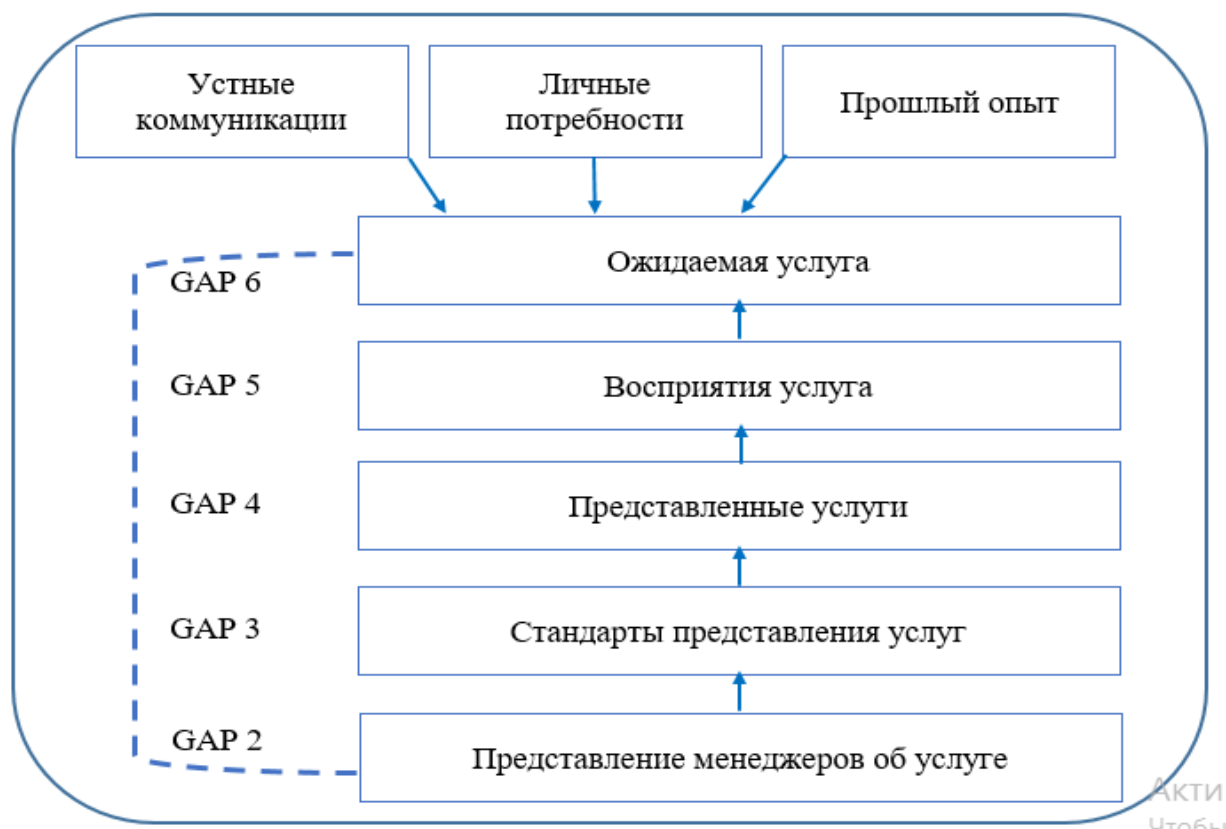 Устные
коммуникации
Личные
потребности
Прошлый опыт
Ожидаемая услуга
GAP 6
GAP 5
Восприятия услуга
GAP 4
Представленные услуги
GAP 3
Стандарты представления услуг
GAP 2
Представление менеджеров об услуге
Акти
Чтобы